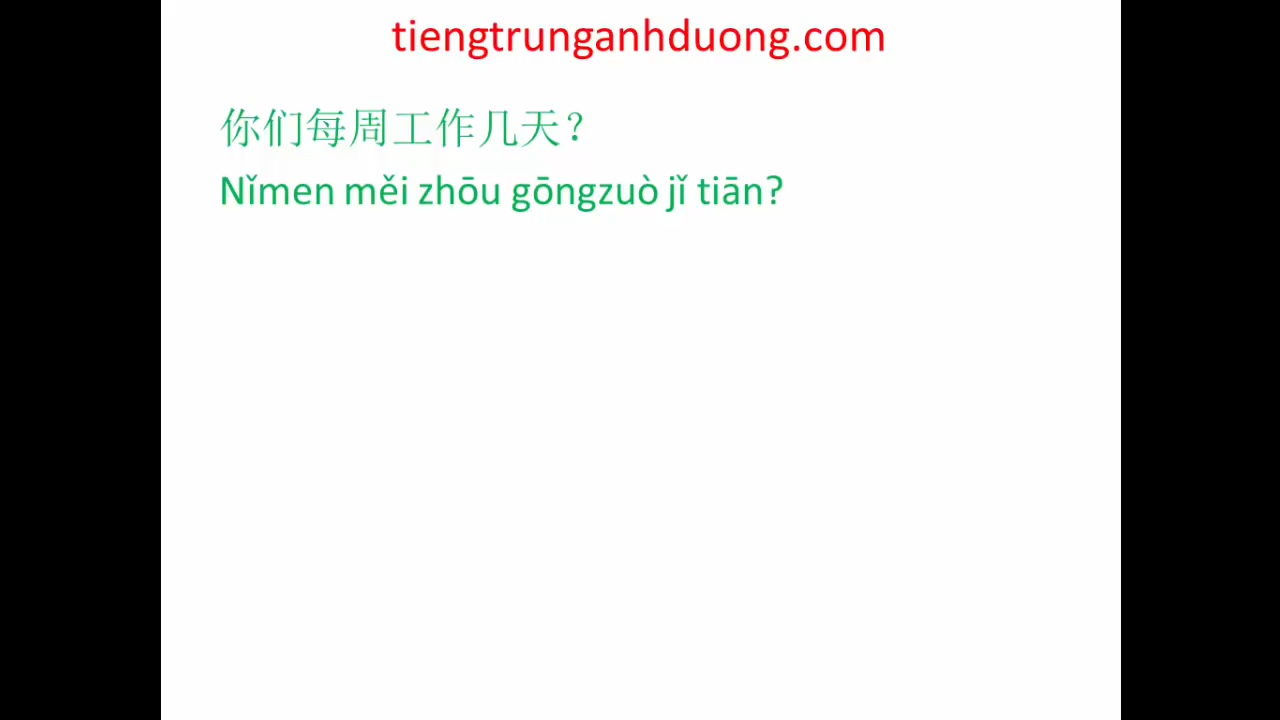 tiengtrunganhduong.com
你们每周工作几天？
Nǐmen měi zhōu gōngzuò jǐ tiān?